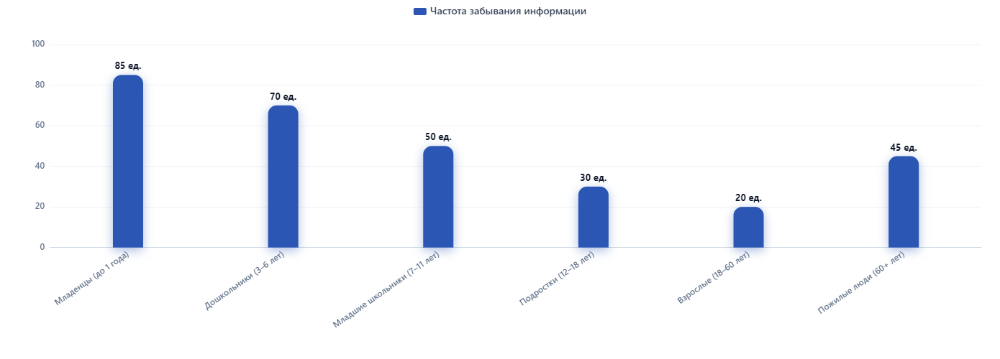 Частота забывания информации
100
80
60
40
20
0
85 ед.
70 ед.
50 ед.
30 ед.
20 ед.
45 ед.
Младенцы (до 1 года)
Дошкольники (3–6 лет)
Младшие школьники (7–11 лет)
Подростки (12–18 лет)
Взрослые (18–60 лет)
Пожилые люди (60+ лет)